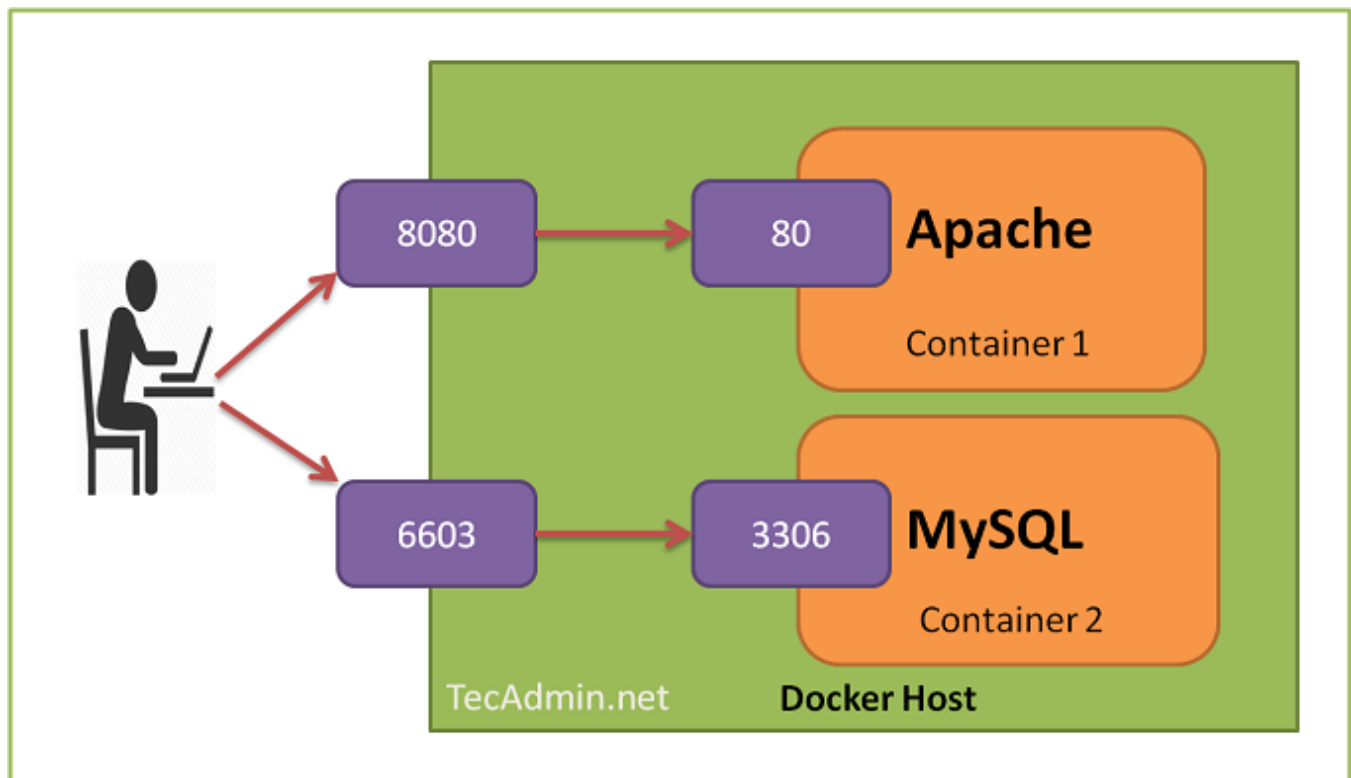 8080
80
Apache
Container 1
6603
3306
MySQL
Container 2
TecAdmin.net
Docker Host